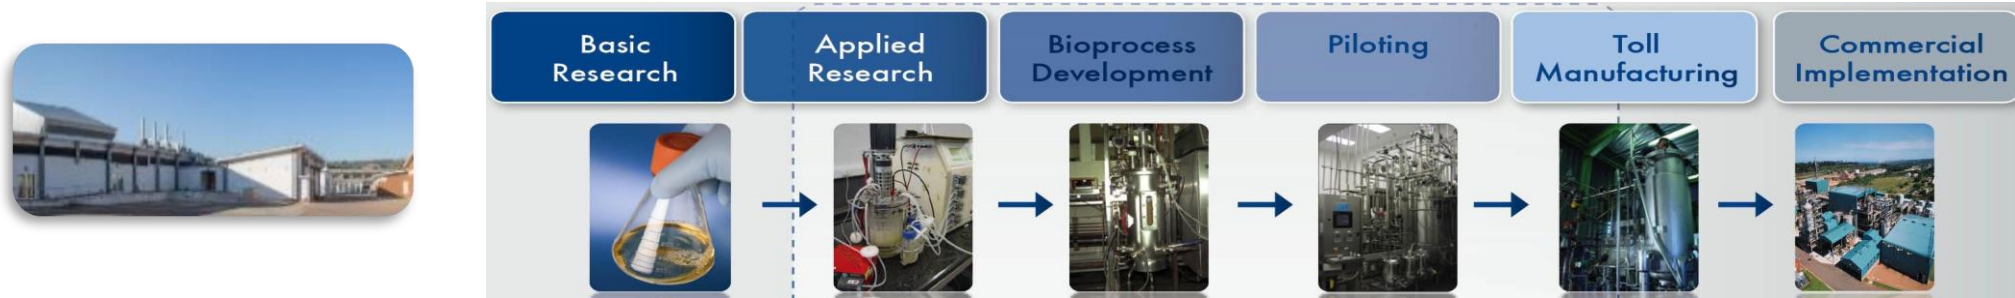 Basic
Research
Applied
Research
Bioprocess
Development
Piloting
Toll
Manufacturing
Commercial
Implementation